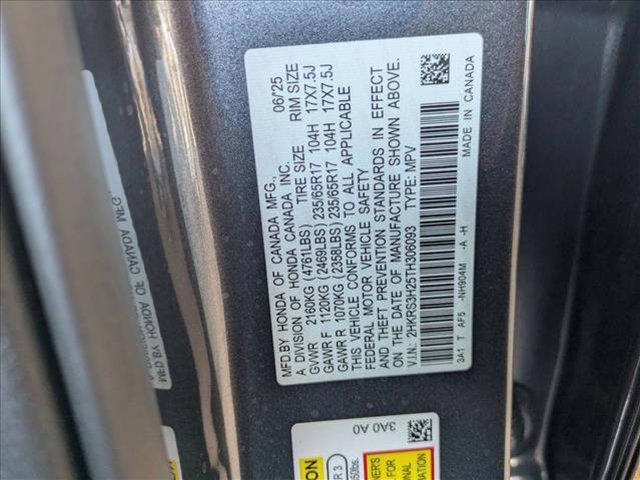 MFD.BY HONDA OF CANADA MFG., 06/25
A DIVISION OF HONDA CANADA INC.
TIRE SIZE RIM SIZE
GVWR 2160KG (4761LBS)
GAWR F 1120KG (2469LBS) 235/65R17 104H 17X7.5J
GAWR R 1070KG (2358LBS) 235/65R17 104H 17X7.5J
THIS VEHICLE CONFORMS TO ALL APPLICABLE
FEDERAL MOTOR VEHICLE SAFETY
AND THEFT PREVENTION STANDARDS IN EFFECT
ON THE DATE OF MANUFACTURE SHOWN ABOVE.
V.I.N.: 2HKRS3H25TH306093 TYPE: MPV
3A1 T AF5 -NH904M -A -H
MADE IN CANADA
3A0 A0
MFD.BY HONDA OF CANADA MFG